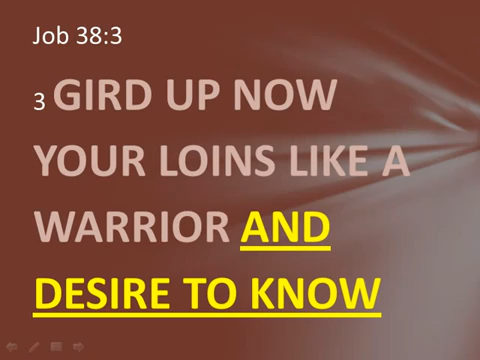 Job 38:3
3 GIRD UP NOW
YOUR LOINS LIKE A
WARRIOR AND
DESIRE TO KNOW